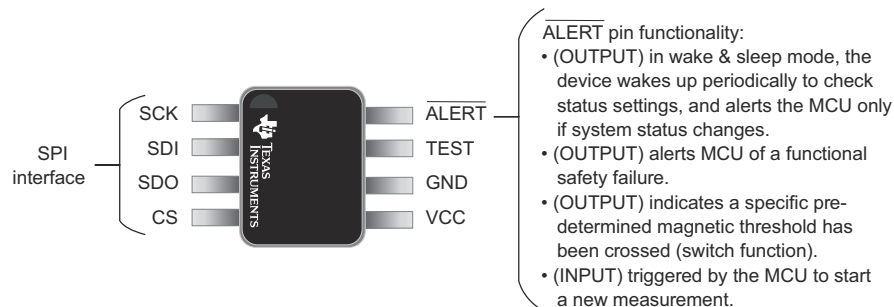 SPI
interface
SCK
SDI
SDO
CS
TEXAS
INSTRUMENTS
ALERT
TEST
GND
VCC
ALERT pin functionality:
• (OUTPUT) in wake & sleep mode, the
device wakes up periodically to check
status settings, and alerts the MCU only
if system status changes.
• (OUTPUT) alerts MCU of a functional
safety failure.
• (OUTPUT) indicates a specific pre-
determined magnetic threshold has
been crossed (switch function).
• (INPUT) triggered by the MCU to start
a new measurement.